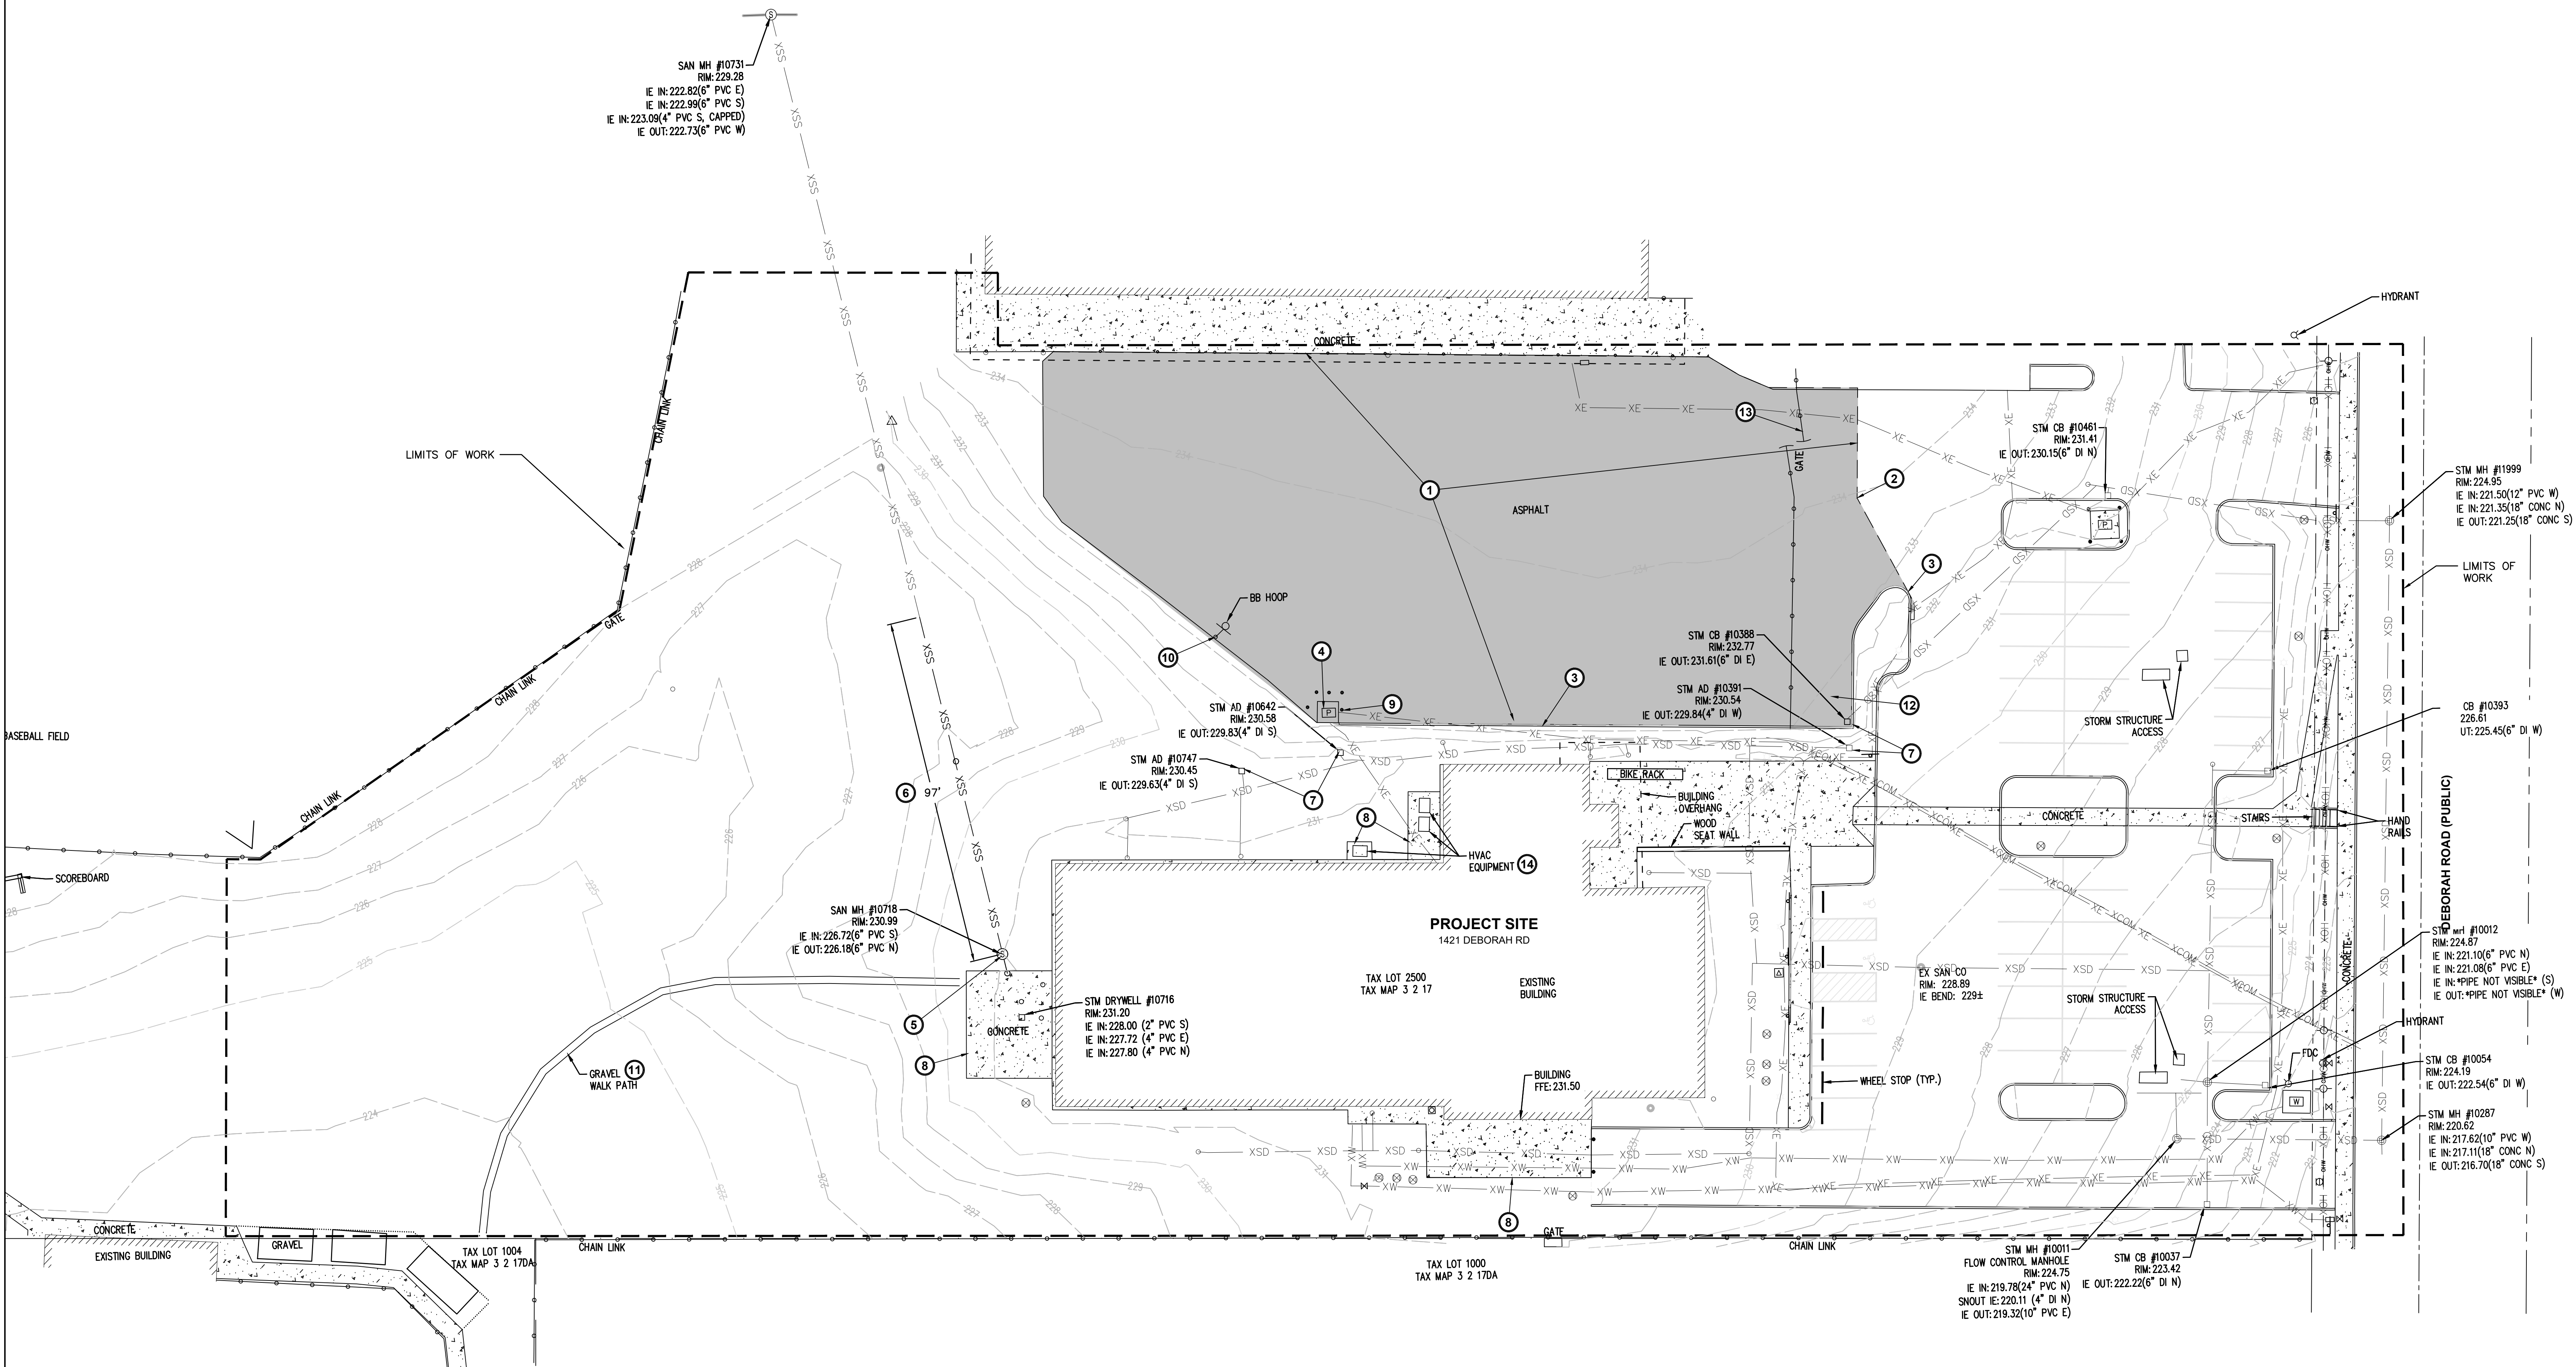 SAN MH #10731
RIM: 229.28
IE IN: 222.82(6" PVC E)
IE IN: 222.99(6" PVC S)
IE IN: 223.09(4" PVC S, CAPPED)
IE OUT: 222.73(6" PVC W)
HYDRANT
CONCRETE
CHAIN LINK
LIMITS OF WORK
13
GATE
STM CB #10461
RIM: 231.41
IE OUT: 230.15(6" DI N)
STM MH #11999
RIM: 224.95
IE IN: 221.50(12" PVC W)
IE IN: 221.35(18" CONC N)
IE OUT: 221.25(18" CONC S)
1
2
ASPHALT
3
LIMITS OF
WORK
BB HOOP
GATE
10
4
STM CB #10388
RIM: 232.77
IE OUT: 231.61(6" DI E)
3
9
P
P
STM AD #10391
RIM: 230.54
IE OUT: 229.84(4" DI W)
12
CHAIN LINK
STM AD #10642
RIM: 230.58
IE OUT: 229.83(4" DI S)
STORM STRUCTURE
ACCESS
CB #10393
226.61
UT: 225.45(6" DI W)
BASEBALL FIELD
STM AD #10747
RIM: 230.45
IE OUT: 229.63(4" DI S)
7
7
BIKE RACK
6 97'
BUILDING
OVERHANG
WOOD
SEAT WALL
8
CHAIN LINK
CONCRETE
STAIRS
HAND
RAILS
HVAC
EQUIPMENT 14
SCOREBOARD
DEBORAH ROAD (PUBLIC)
SAN MH #10718
RIM: 230.99
IE IN: 226.72(6" PVC S)
IE OUT: 226.18(6" PVC N)
PROJECT SITE
1421 DEBORAH RD
STM MH #10012
RIM: 224.87
IE IN: 221.10(6" PVC N)
IE IN: 221.08(6" PVC E)
IE IN: *PIPE NOT VISIBLE* (S)
IE OUT: *PIPE NOT VISIBLE* (W)
TAX LOT 2500
TAX MAP 3 2 17
EXISTING
BUILDING
EX SAN CO
RIM: 228.89
IE BEND: 229±
CONCRETE
STM DRYWELL #10716
RIM: 231.20
IE IN: 228.00 (2" PVC S)
IE IN: 227.72 (4" PVC E)
IE IN: 227.80 (4" PVC N)
STORM STRUCTURE
ACCESS
5
CONCRETE
HYDRANT
8
FDC
GRAVEL 11
WALK PATH
BUILDING
FFE: 231.50
WHEEL STOP (TYP.)
STM CB #10054
RIM: 224.19
IE OUT: 222.54(6" DI W)
W
STM MH #10287
RIM: 220.62
IE IN: 217.62(10" PVC W)
IE IN: 217.11(18" CONC N)
IE OUT: 216.70(18" CONC S)
8
CONCRETE
EXISTING BUILDING
GRAVEL
TAX LOT 1004
TAX MAP 3 2 17DA
CHAIN LINK
GATE
CHAIN LINK
TAX LOT 1000
TAX MAP 3 2 17DA
STM MH #10011
FLOW CONTROL MANHOLE
RIM: 224.75
IE IN: 219.78(24" PVC N)
SNOUT IE: 220.11 (4" DI N)
IE OUT: 219.32(10" PVC E)
STM CB #10037
RIM: 223.42
IE OUT: 222.22(6" DI N)